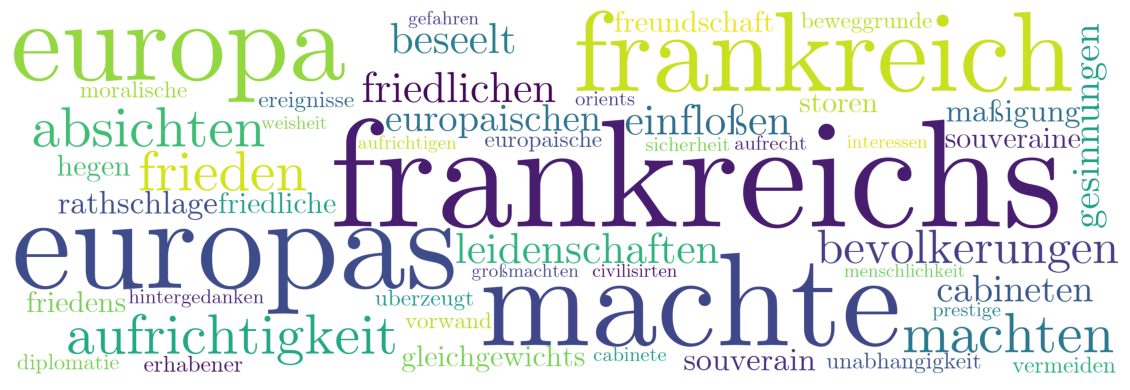 gefahren
europa beseelt freundschaft beweggrunde
frankreich
moralische ereignisse friedlichen orients storen gesinnungen
absichten weisheit europaischen einfloßen maßigung
aufrichtigen europaische sicherheit aufrecht interessen souveraine
hegen frieden frankreichs
rathschlage friedliche
europas leidenschaften bevolkerungen
großmachten civilisirten menschlichkeit
friedens hintergedanken uberzeugt machte cabineten
vorwand prestige
aufrichtigkeit machten
diplomatie erhabener gleichgewichts cabinete souverain unabhangigkeit vermeiden